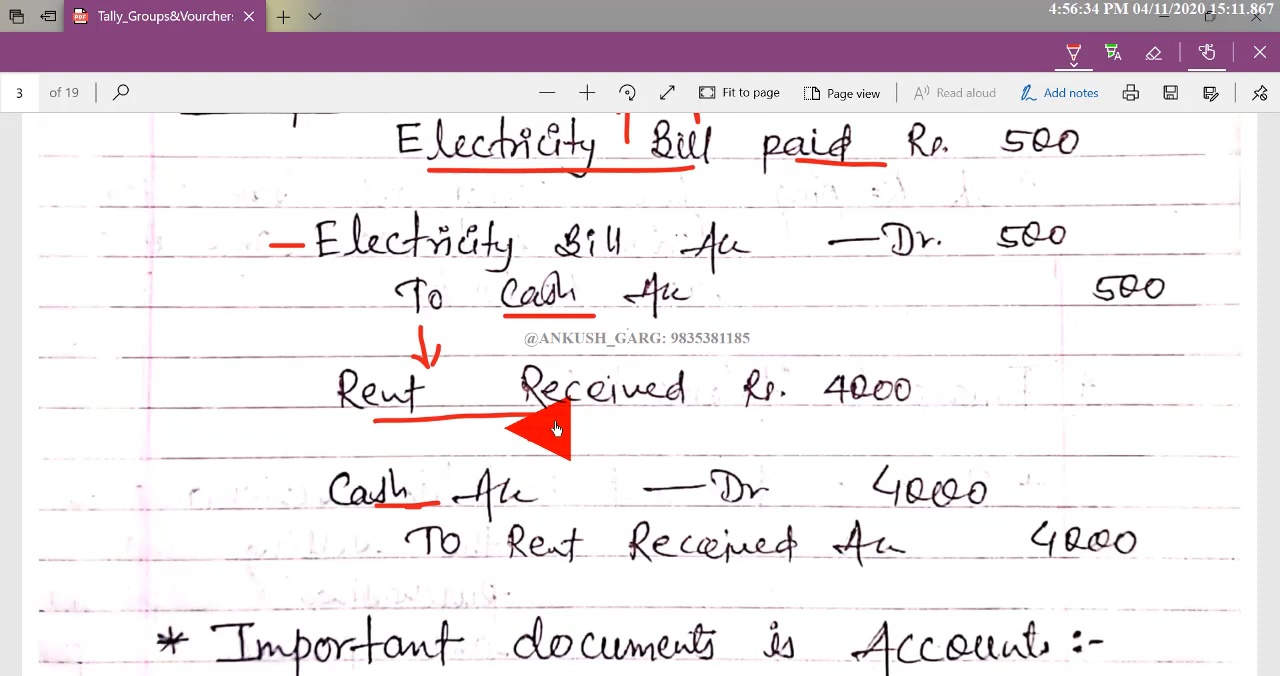 4:56:34 PM 04/11/2020 15:11.867
Tally_Groups&Vourcher:
3 of 19 Fit to page Page view Read aloud Add notes
Electricity Bill paid Rs. 500
Electricity Bill A/c — Dr. 500
To Cash A/c 500
@ANKUSH_GARG: 9835381185
Rent Received Rs. 4000
Cash A/c — Dr 4000
TO Rent Received A/c 4000
* Important documents is Accounts :-